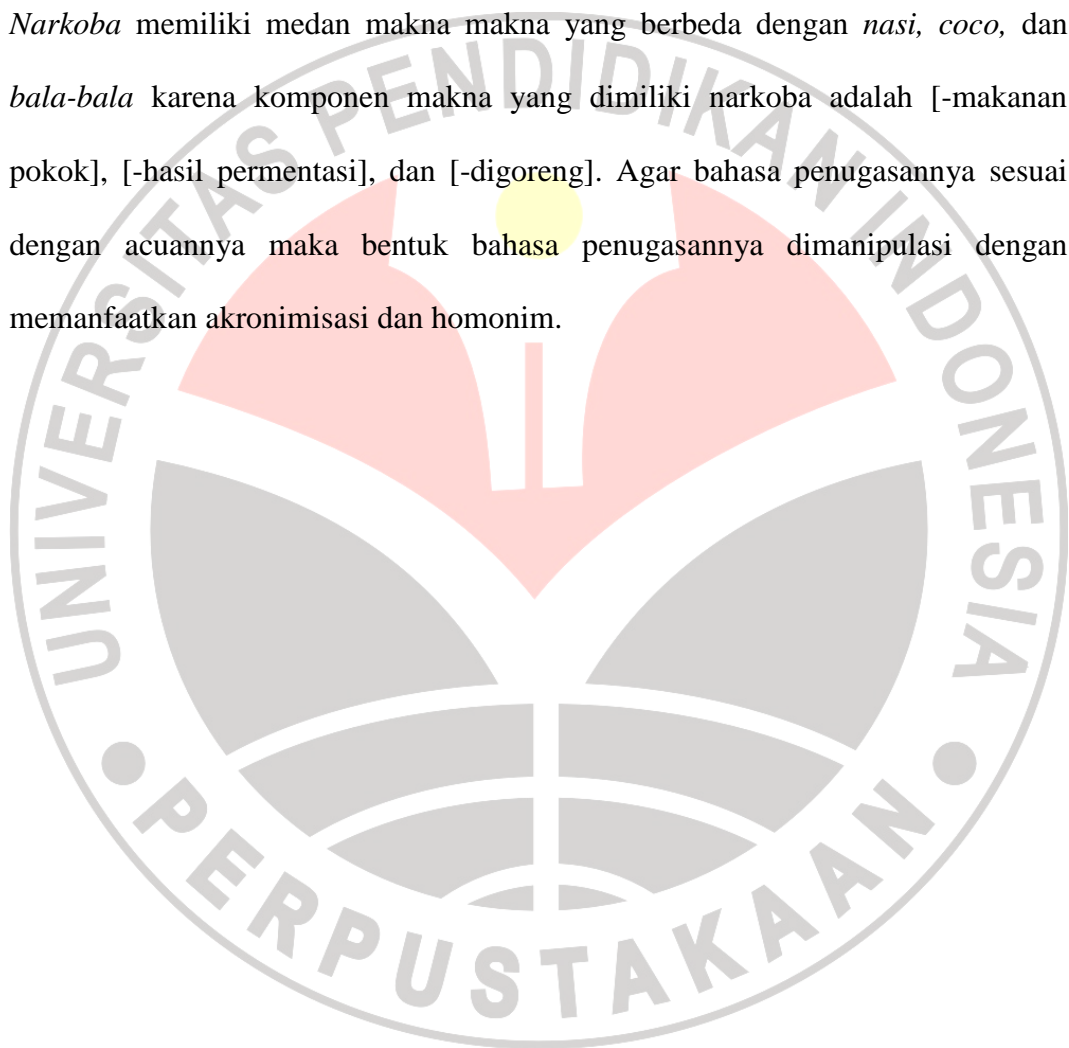 Narkoba memiliki medan makna makna yang berbeda dengan nasi, coco, dan
bala-bala karena komponen makna yang dimiliki narkoba adalah [-makanan
pokok], [-hasil permentasi], dan [-digoreng]. Agar bahasa penugasannya sesuai
dengan acuannya maka bentuk bahasa penugasannya dimanipulasi dengan
memanfaatkan akronimisasi dan homonim.
UNIVERSITAS PENDIDIKAN INDONESIA
PERPUSTAKAAN